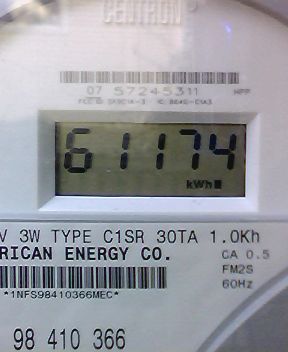 CENTRON
07 57245311 HPP
61174
kWh
V 3W TYPE C1SR 30TA 1.0Kh
RICAN ENERGY CO. CA 0.5
FM2S
*1NFS98410366MEC* 60Hz
98 410 366